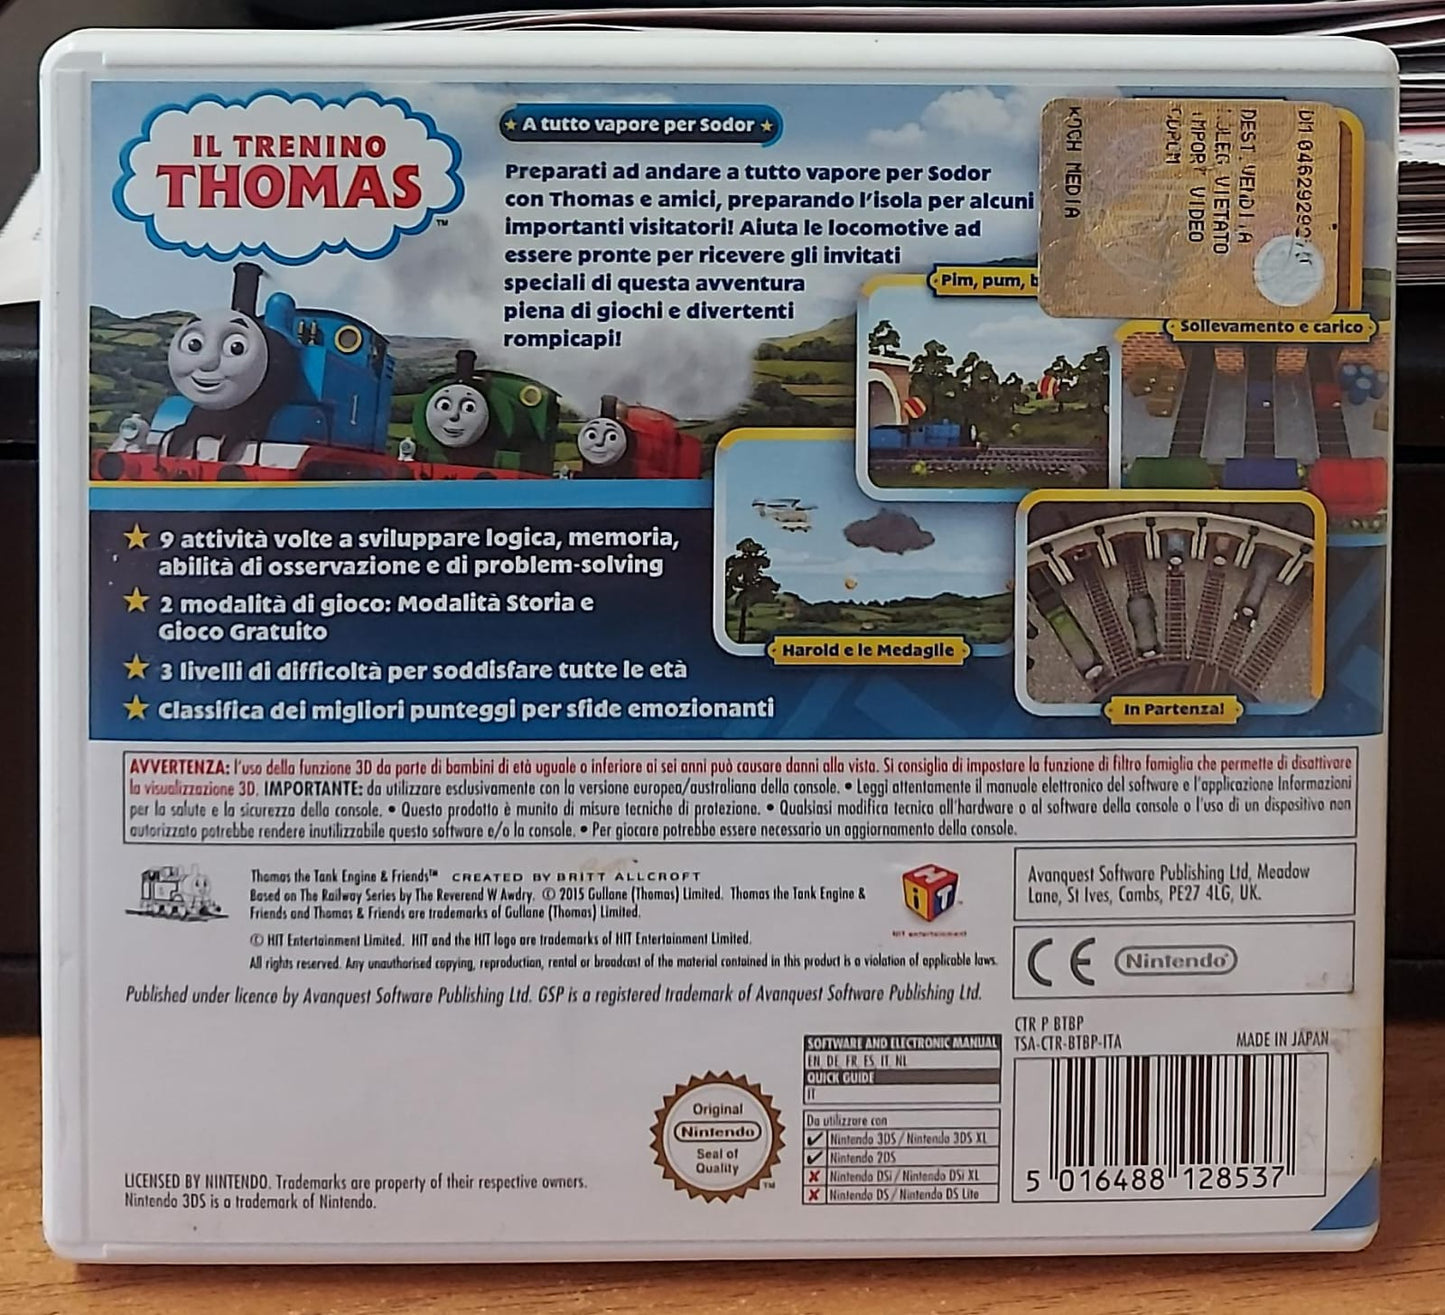 IL TRENINO
THOMAS
™
A tutto vapore per Sodor
Preparati ad andare a tutto vapore per Sodor
con Thomas e amici, preparando l'isola per alcuni
importanti visitatori! Aiuta le locomotive ad
essere pronte per ricevere gli invitati
speciali di questa avventura
piena di giochi e divertenti
rompicapi!
KOCH MEDIA
IMPORT VIDEO
VIETATO
DEST.VENDITA
Pim, pum, b
Sollevamento e carico
Harold e le Medaglie
In Partenza!
1
9 attività volte a sviluppare logica, memoria,
abilità di osservazione e di problem-solving
2 modalità di gioco: Modalità Storia e
Gioco Gratuito
3 livelli di difficoltà per soddisfare tutte le età
Classifica dei migliori punteggi per sfide emozionanti
AVVERTENZA: l'uso della funzione 3D da parte di bambini di età uguale o inferiore ai sei anni può causare danni alla vista. Si consiglia di impostare la funzione di filtro famiglia che permette di disattivare
la visualizzazione 3D. IMPORTANTE: da utilizzare esclusivamente con la versione europea/australiana della console. • Leggi attentamente il manuale elettronico del software e l'applicazione Informazioni
per la salute e la sicurezza della console. • Questo prodotto è munito di misure tecniche di protezione. • Qualsiasi modifica tecnica all'hardware o al software della console o l'uso di un dispositivo non
autorizzato potrebbe rendere inutilizzabile questo software e/o la console. • Per giocare potrebbe essere necessario un aggiornamento della console.
Thomas the Tank Engine & Friends™ CREATED BY BRITT ALLCROFT
Based on The Railway Series by The Reverend W Awdry. © 2015 Gullane (Thomas) Limited. Thomas the Tank Engine &
Friends and Thomas & Friends are trademarks of Gullane (Thomas) Limited.
© HIT Entertainment Limited. HIT and the HIT logo are trademarks of HIT Entertainment Limited.
All rights reserved. Any unauthorised copying, reproduction, rental or broadcast of the material contained in this product is a violation of applicable laws.
HiT
HIT entertainment
Published under licence by Avanquest Software Publishing Ltd. GSP is a registered trademark of Avanquest Software Publishing Ltd.
Avanquest Software Publishing Ltd, Meadow
Lane, St Ives, Cambs, PE27 4LG, UK.
CE Nintendo®
CTR P BTBP
TSA-CTR-BTBP-ITA MADE IN JAPAN
5 016488 128537
SOFTWARE AND ELECTRONIC MANUAL
EN DE FR ES IT NL
QUICK GUIDE
IT
Da utilizzare con
Nintendo 3DS / Nintendo 3DS XL
Nintendo 2DS
Nintendo DSi / Nintendo DSi XL
Nintendo DS / Nintendo DS Lite
Original
Nintendo
Seal of
Quality
TM
LICENSED BY NINTENDO. Trademarks are property of their respective owners.
Nintendo 3DS is a trademark of Nintendo.